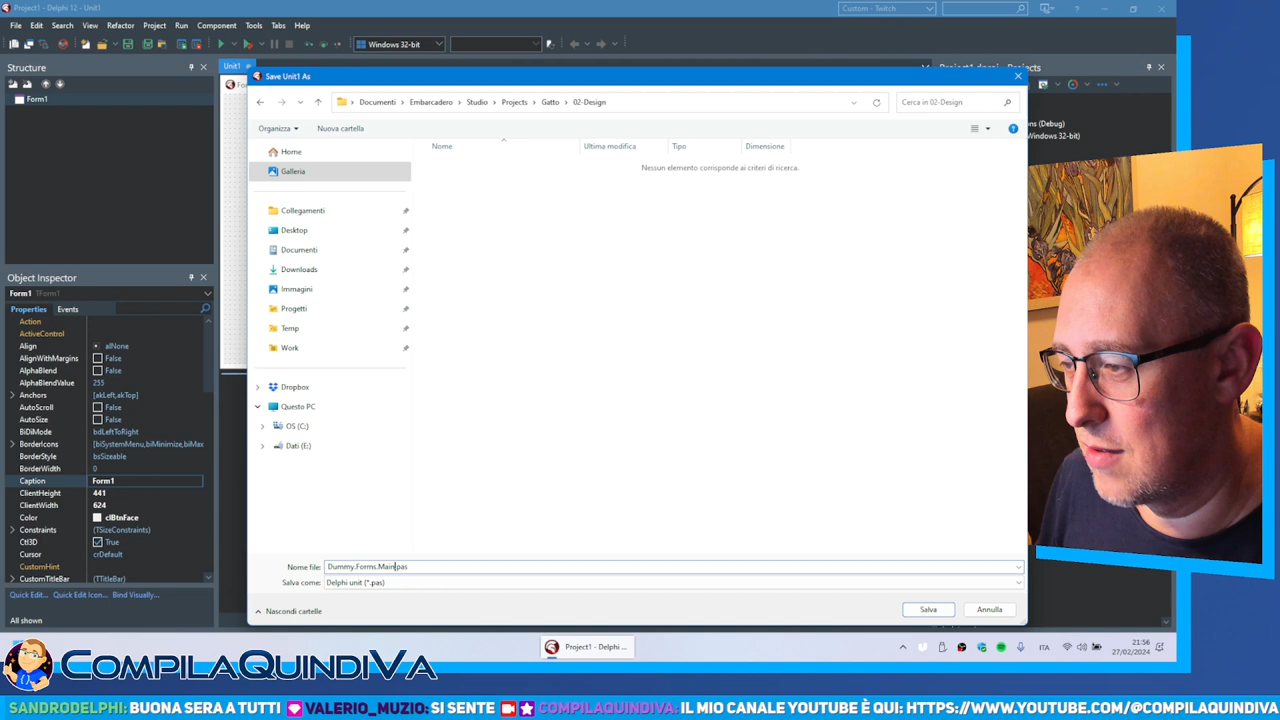 Project1 - Delphi 12 - Unit1
Custom - Twitch
File Edit Search View Refactor Project Run Component Tools Tabs Help
Windows 32-bit
Structure
Form1
Unit1
Project1.dproj - Projects
Save Unit1 As
Documenti
Embarcadero
Studio
Projects
Gatto
02-Design
Cerca in 02-Design
Organizza
Nuova cartella
Nome
Ultima modifica
Tipo
Dimensione
Nessun elemento corrisponde ai criteri di ricerca.
Home
Galleria
Collegamenti
Desktop
Documenti
Downloads
Immagini
Progetti
Temp
Work
Dropbox
Questo PC
OS (C:)
Dati (E:)
Nome file: Dummy.Forms.Main.pas
Salva come: Delphi unit (*.pas)
Nascondi cartelle
Salva
Annulla
(Debug)
Object Inspector
Form1 TForm1
Properties Events
Action
ActiveControl
Align alNone
AlignWithMargins False
AlphaBlend False
AlphaBlendValue 255
Anchors [akLeft,akTop]
AutoScroll False
AutoSize False
BiDiMode bdLeftToRight
BorderIcons [biSystemMenu,biMinimize,biMax
BorderStyle bsSizeable
BorderWidth 0
Caption Form1
ClientHeight 441
ClientWidth 624
Color clBtnFace
Constraints (TSizeConstraints)
Ctl3D True
Cursor crDefault
CustomHint
CustomTitleBar (TTitleBar)
Quick Edit... Quick Edit Icon... Bind Visually...
All shown
Project1 - Delphi ...
ITA
21:56
27/02/2024
COMPILAQUINDIVA
SANDRODELPHI: BUONA SERA A TUTTI VALERIO_MUZIO: SI SENTE COMPILAQUINDIVA: IL MIO CANALE YOUTUBE È QUI: HTTPS://WWW.YOUTUBE.COM/@COMPILAQUINDIVA